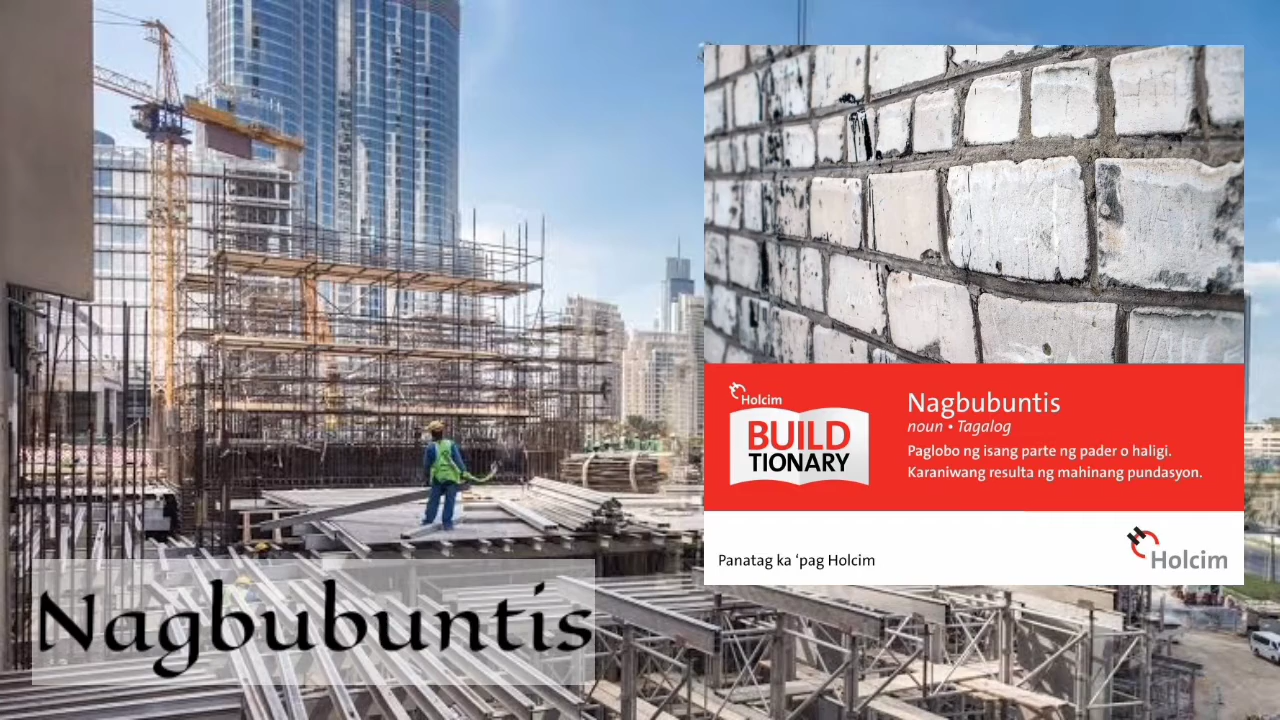 Holcim
BUILD
TIONARY
Nagbubuntis
noun • Tagalog
Paglobo ng isang parte ng pader o haligi.
Karaniwang resulta ng mahinang pundasyon.
Panatag ka ‘pag Holcim
Holcim
Nagbubuntis